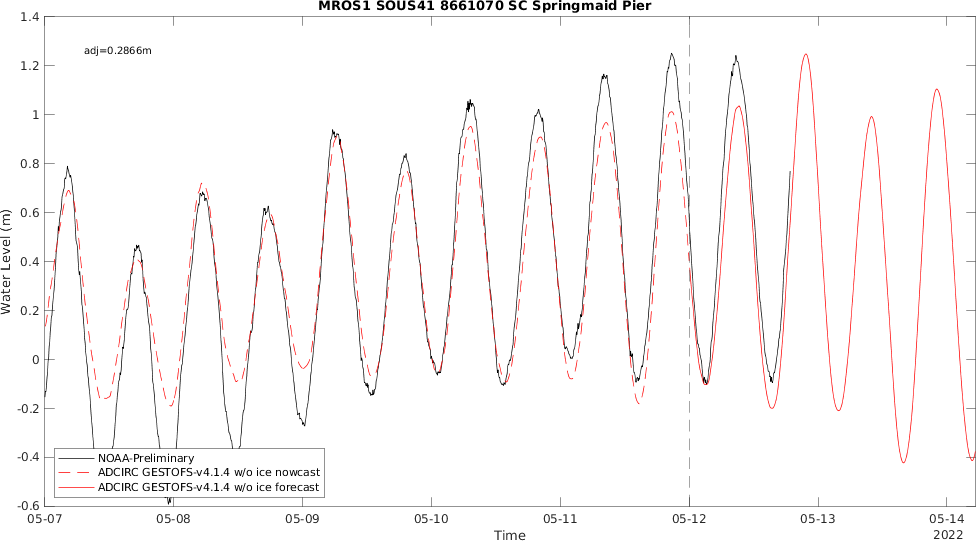 MROS1 SOUS41 8661070 SC Springmaid Pier
1.4
adj=0.2866m
1.2
1
0.8
0.6
0.4
0.2
0
-0.2
-0.4
-0.6
Water Level (m)
NOAA-Preliminary
ADCIRC GESTOFS-v4.1.4 w/o ice nowcast
ADCIRC GESTOFS-v4.1.4 w/o ice forecast
05-07 05-08 05-09 05-10 05-11 05-12 05-13 05-14
Time
2022